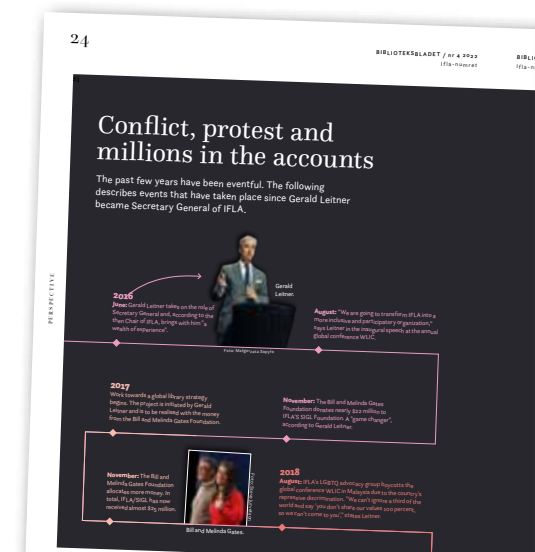 24
BIBLIOTEKSBLADET / nr 4 2022
Ifla-numret
BIBLI
Ifla-n
Conflict, protest and
millions in the accounts
The past few years have been eventful. The following
describes events that have taken place since Gerald Leitner
became Secretary General of IFLA.
PERSPECTIVE
Gerald
Leitner.
2016
June: Gerald Leitner takes on the role of
Secretary General and, according to the
then Chair of IFLA, brings with him "a
wealth of experience".
August: "We are going to transform IFLA into a
more inclusive and participatory organization,"
says Leitner in the inaugural speech at the annual
global conference WLIC.
2017
Work towards a global library strategy
begins. The project is initiated by Gerald
Leitner and is to be realised with the money
from the Bill and Melinda Gates Foundation.
November: The Bill and Melinda Gates
Foundation donates nearly $22 million to
IFLA'S SIGL Foundation. A "game changer",
according to Gerald Leitner.
November: The Bill and
Melinda Gates Foundation
allocates more money. In
total, IFLA/SIGL has now
received almost $25 million.
Bill and Melinda Gates.
2018
August: IFLA's LGBTQ advocacy group boycotts the
global conference WLIC in Malaysia due to the country's
repressive discrimination. "We can't ignore a third of the
world and say 'you don't share our values 100 percent,
so we can't come to you'," states Leitner.